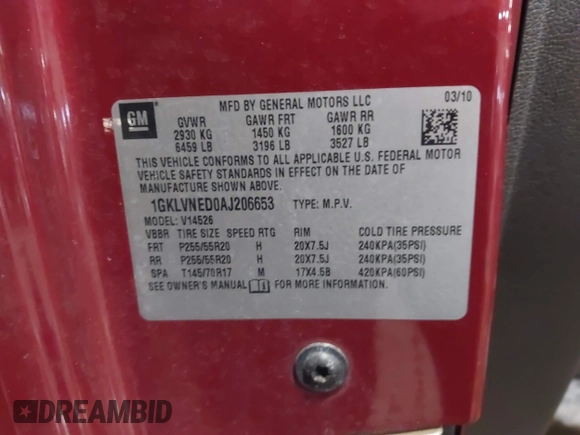 GM
MFD BY GENERAL MOTORS LLC 03/10
GVWR GAWR FRT GAWR RR
2930 KG 1450 KG 1600 KG
6459 LB 3196 LB 3527 LB
THIS VEHICLE CONFORMS TO ALL APPLICABLE U.S. FEDERAL MOTOR
VEHICLE SAFETY STANDARDS IN EFFECT ON THE DATE OF
MANUFACTURE SHOWN ABOVE.
1GKLVNED0AJ206653 TYPE: M.P.V.
MODEL: V14526
VBBR TIRE SIZE SPEED RTG RIM COLD TIRE PRESSURE
FRT P255/55R20 H 20X7.5J 240KPA(35PSI)
RR P255/55R20 H 20X7.5J 240KPA(35PSI)
SPA T145/70R17 M 17X4.5B 420KPA(60PSI)
SEE OWNER'S MANUAL FOR MORE INFORMATION.
DREAMBID